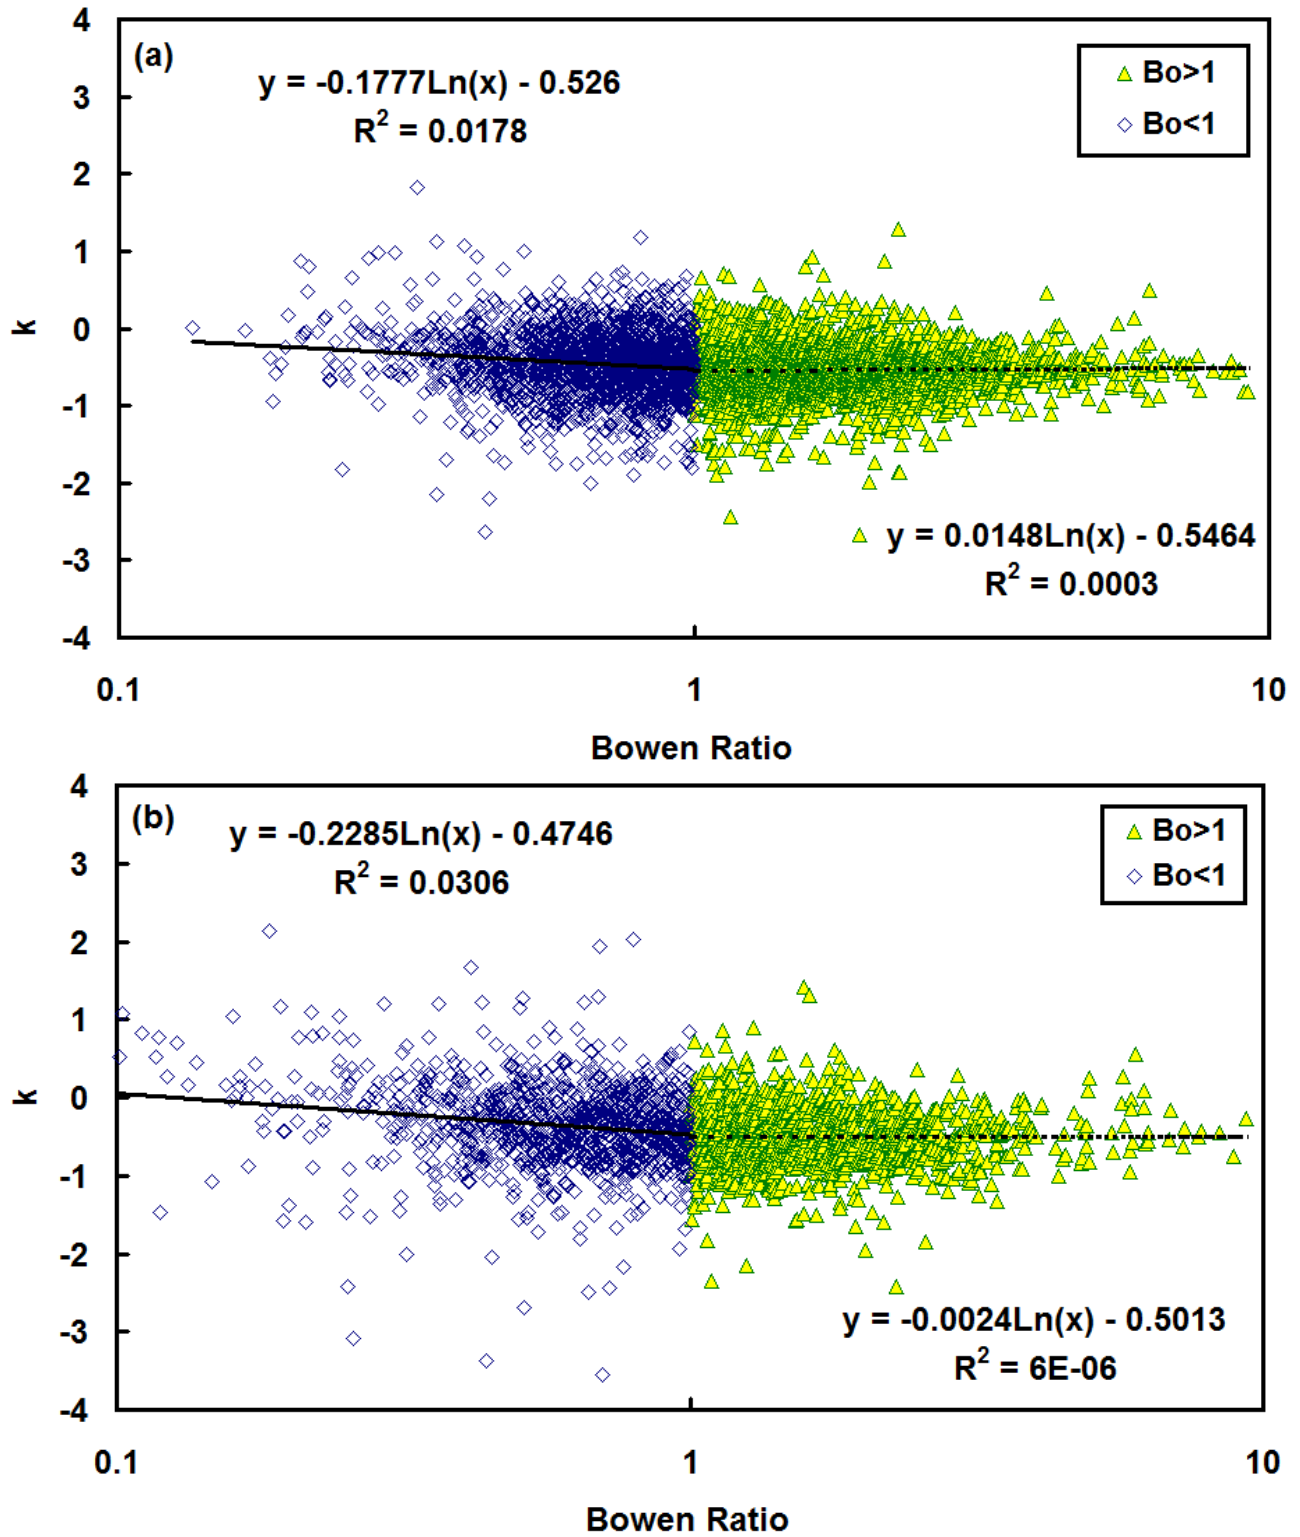 4
(a)
y = -0.1777Ln(x) - 0.526
R² = 0.0178
Bo>1
Bo<1
3
2
1
0
-1
-2
-3
-4
k
y = 0.0148Ln(x) - 0.5464
R² = 0.0003
0.1
1
10
Bowen Ratio
4
(b)
y = -0.2285Ln(x) - 0.4746
R² = 0.0306
Bo>1
Bo<1
3
2
1
0
-1
-2
-3
-4
k
y = -0.0024Ln(x) - 0.5013
R² = 6E-06
0.1
1
10
Bowen Ratio